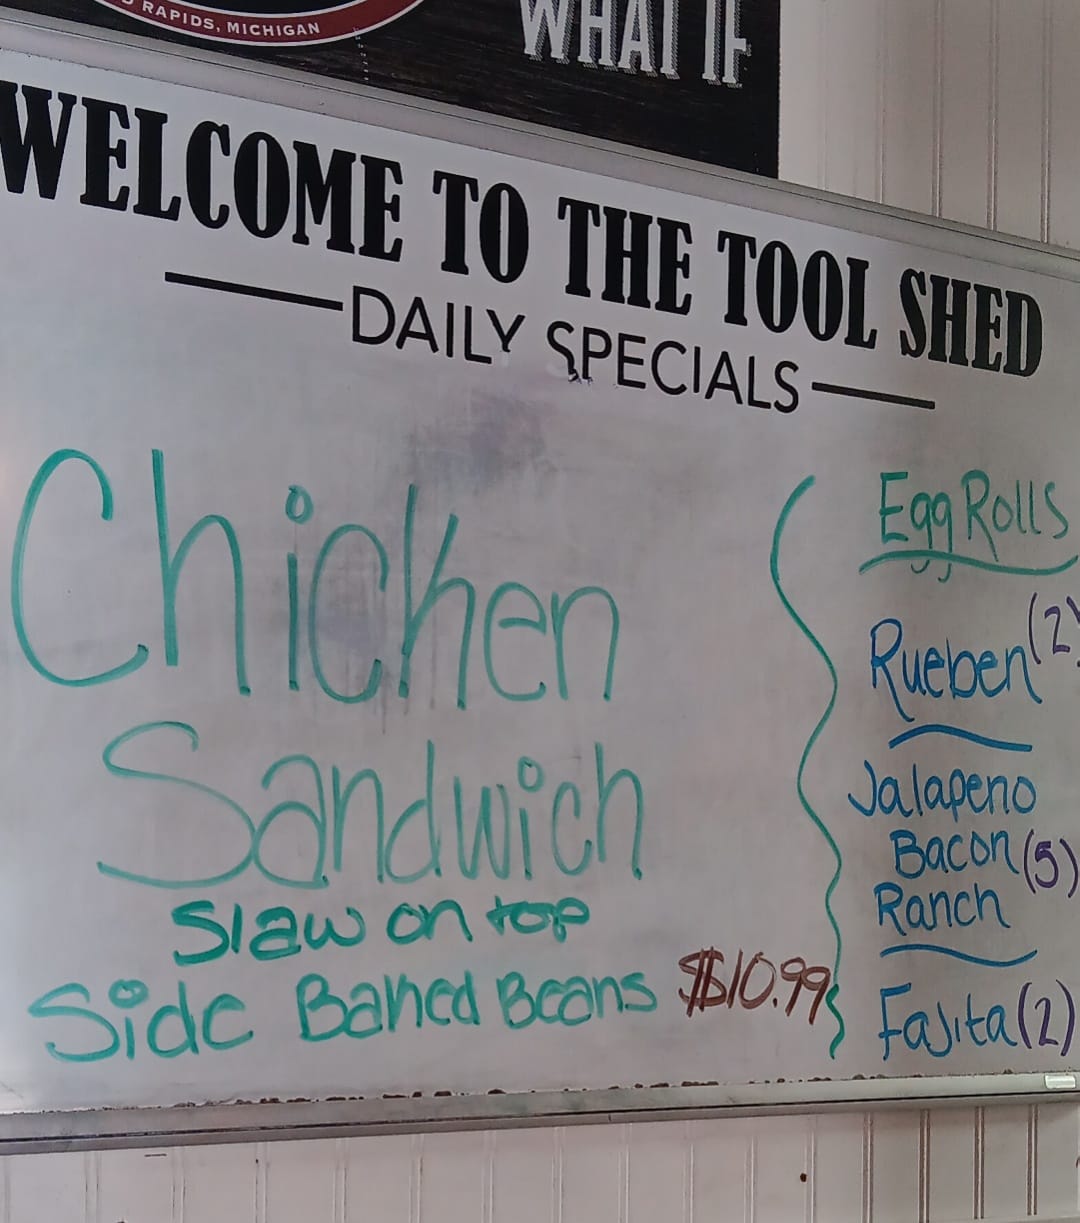 RAPIDS, MICHIGAN
WHAT IF
WELCOME TO THE TOOL SHED
DAILY SPECIALS
Chicken
Sandwich
Slaw on top
Side Baked Beans $10.99
Egg Rolls
Rueben (2)
Jalapeno
Bacon (5)
Ranch
Fajita (2)